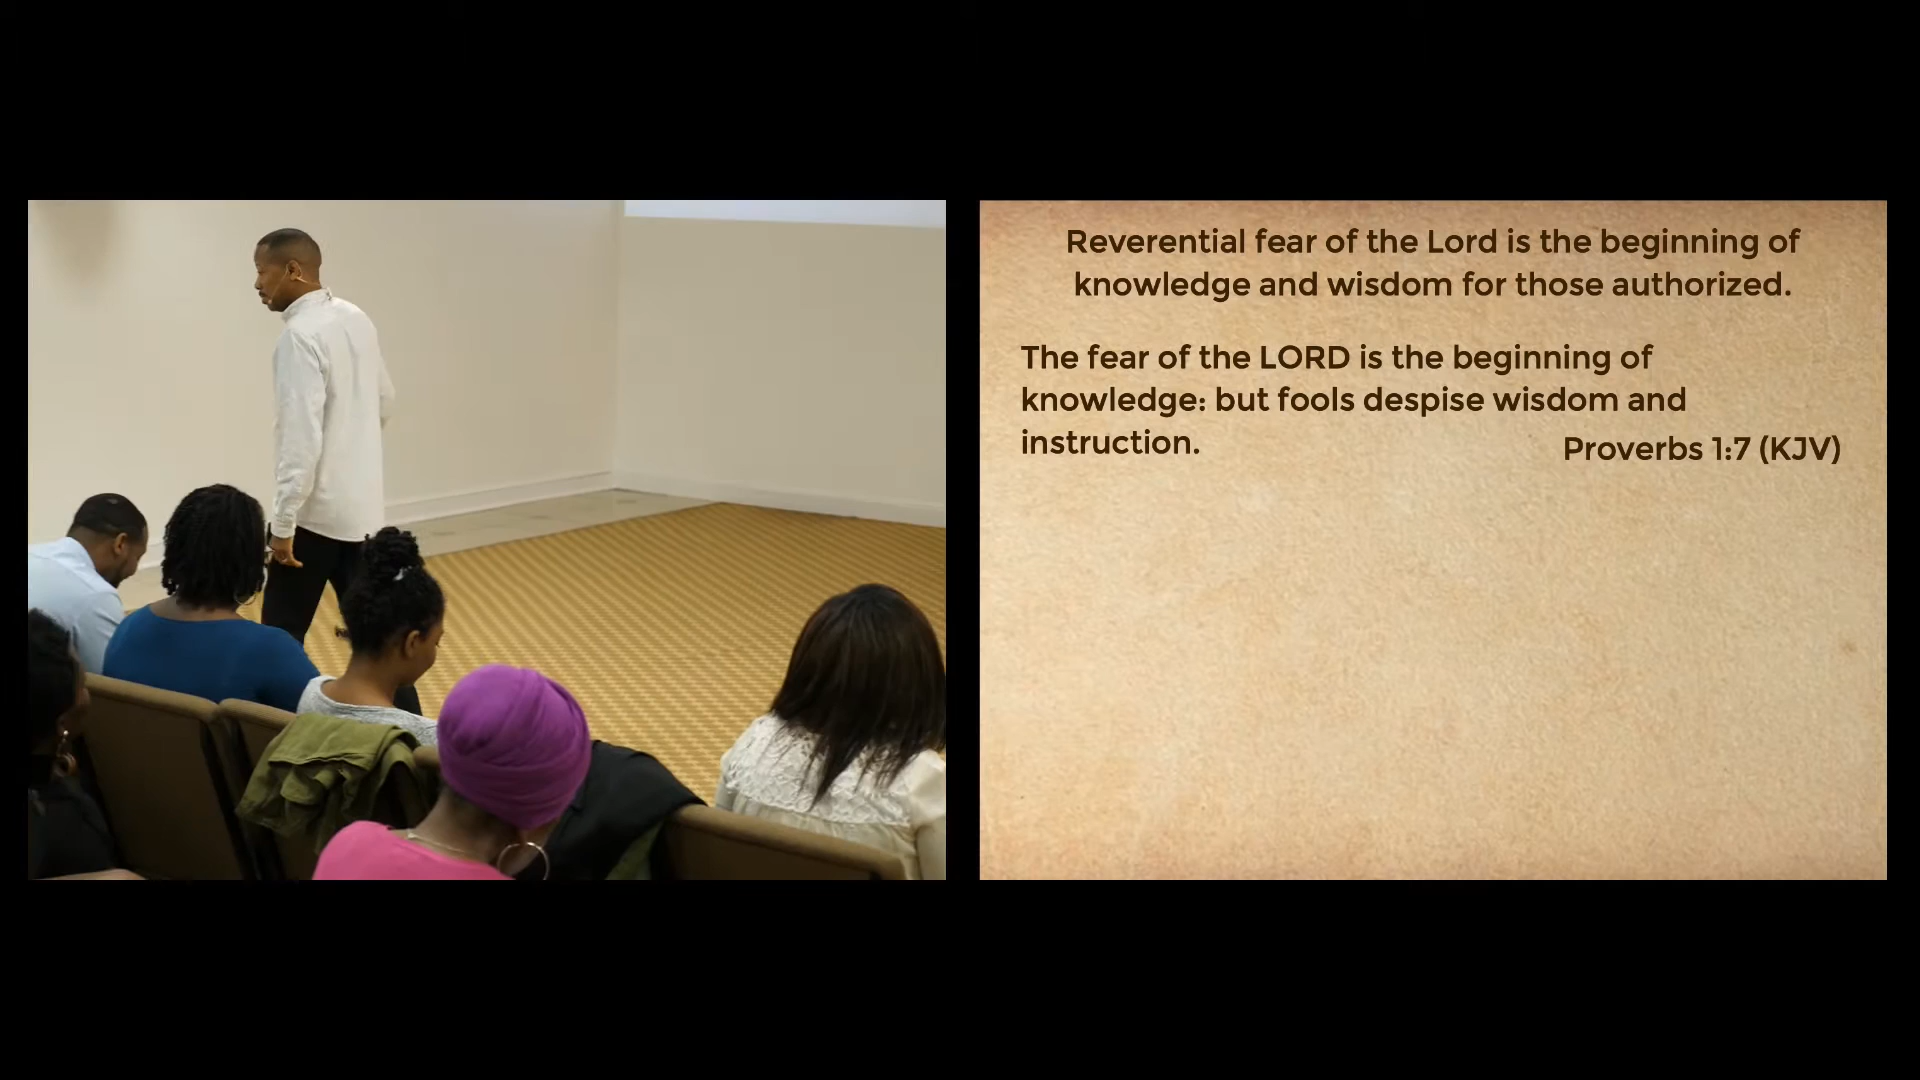 Reverential fear of the Lord is the beginning of
knowledge and wisdom for those authorized.
The fear of the LORD is the beginning of
knowledge: but fools despise wisdom and
instruction.
Proverbs 1:7 (KJV)